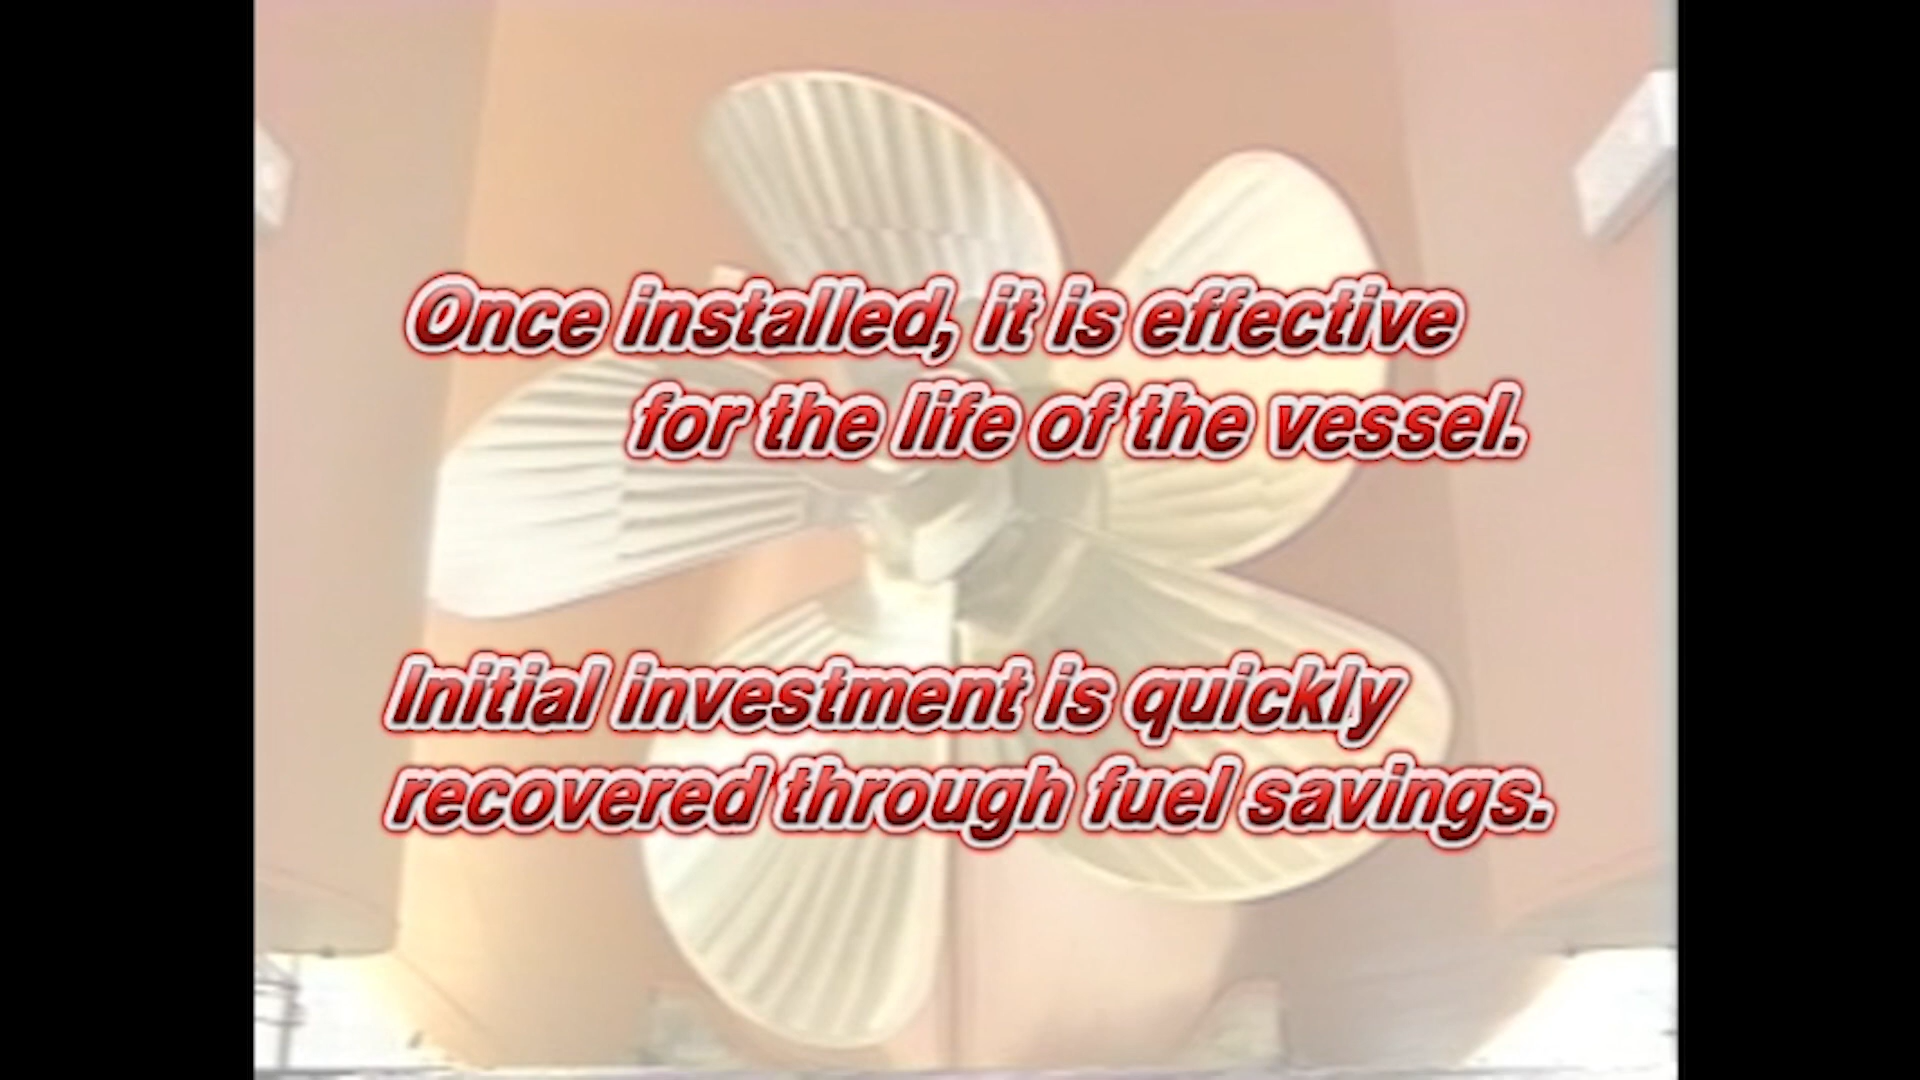 Once installed, it is effective
for the life of the vessel.
Initial investment is quickly
recovered through fuel savings.